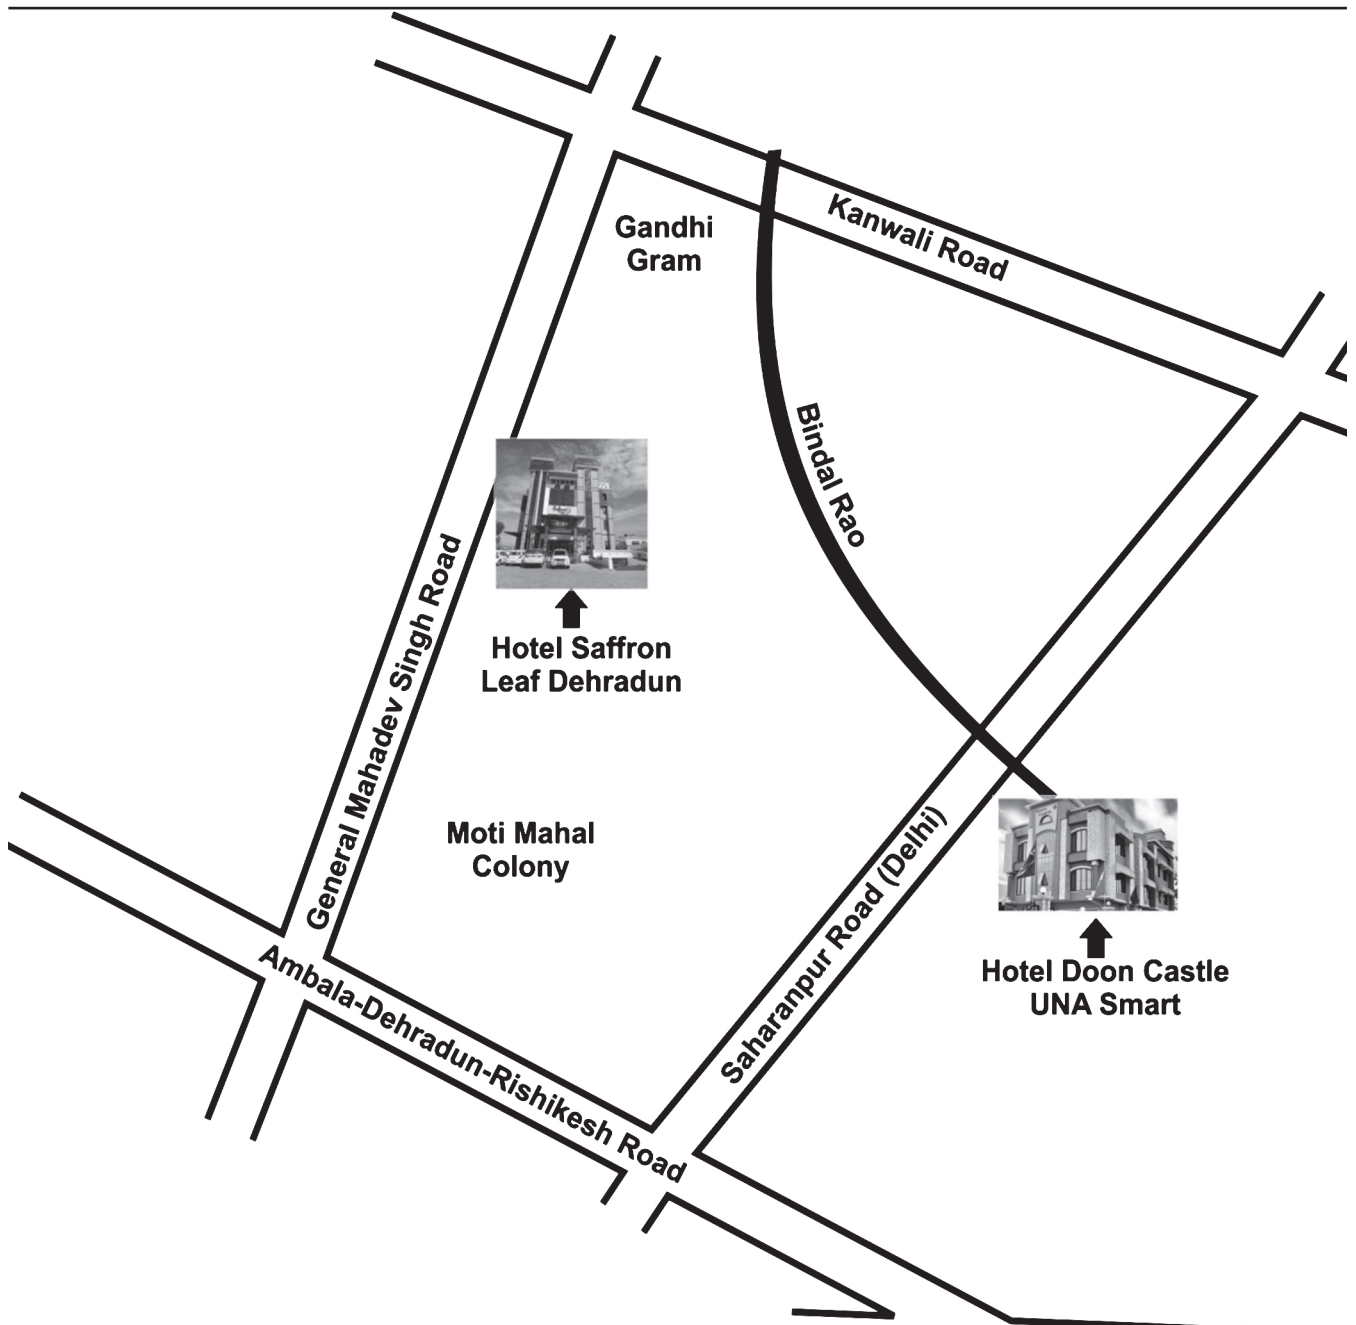 Kanwali Road
Gandhi
Gram
Bindal Rao
General Mahadev Singh Road
Hotel Saffron
Leaf Dehradun
Moti Mahal
Colony
Saharanpur Road (Delhi)
Hotel Doon Castle
UNA Smart
Ambala-Dehradun-Rishikesh Road